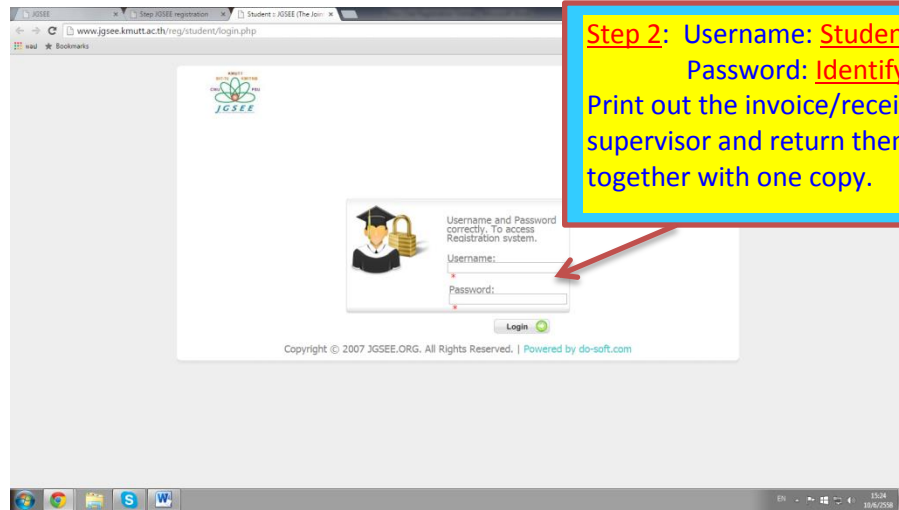 JGSEE
Step JGSEE registration
Student :: JGSEE (The Join
www.jgsee.kmutt.ac.th/reg/student/login.php
Bookmarks
Step 2: Username: Studen
Password: Identify
Print out the invoice/recei
supervisor and return ther
together with one copy.
KMUTT
JGSEE
Username and Password
correctly. To access
Registration system.
Username:
*
Password:
*
Login
Copyright © 2007 JGSEE.ORG. All Rights Reserved. | Powered by do-soft.com
EN
15:24
10/6/2558